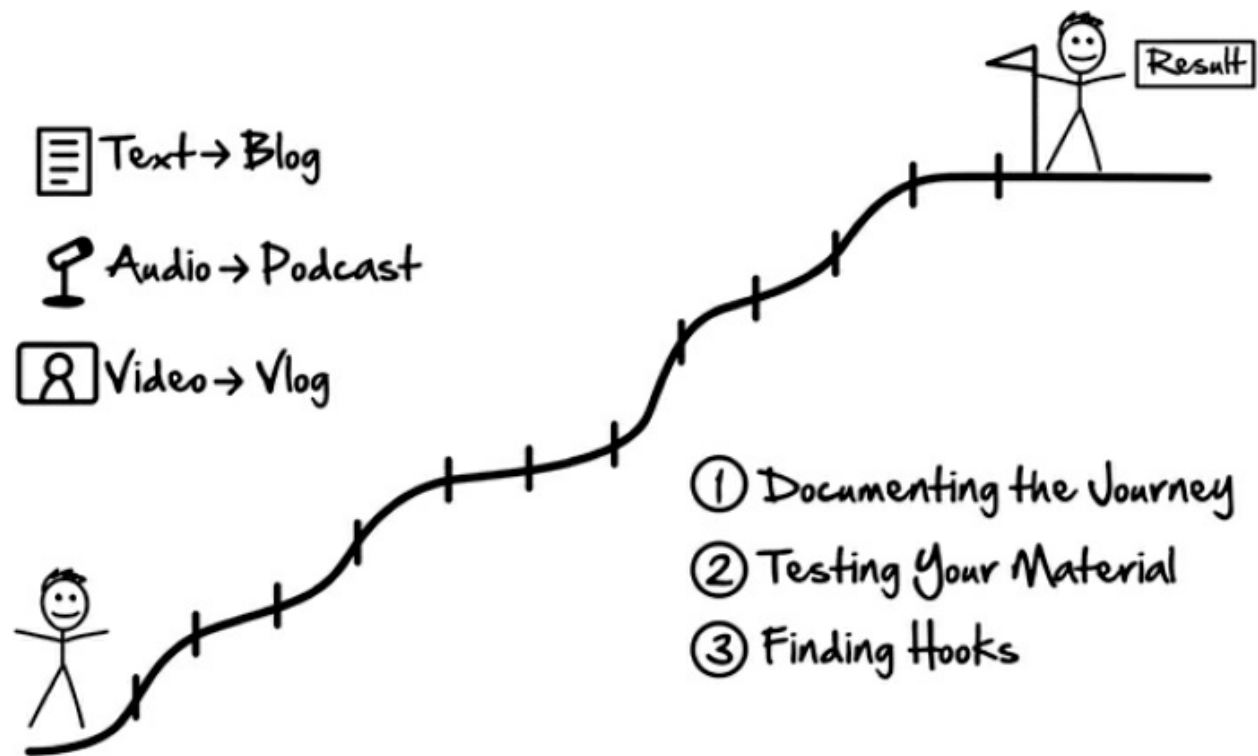 Result
Text → Blog
Audio → Podcast
Video → Vlog
① Documenting the Journey
② Testing Your Material
③ Finding Hooks